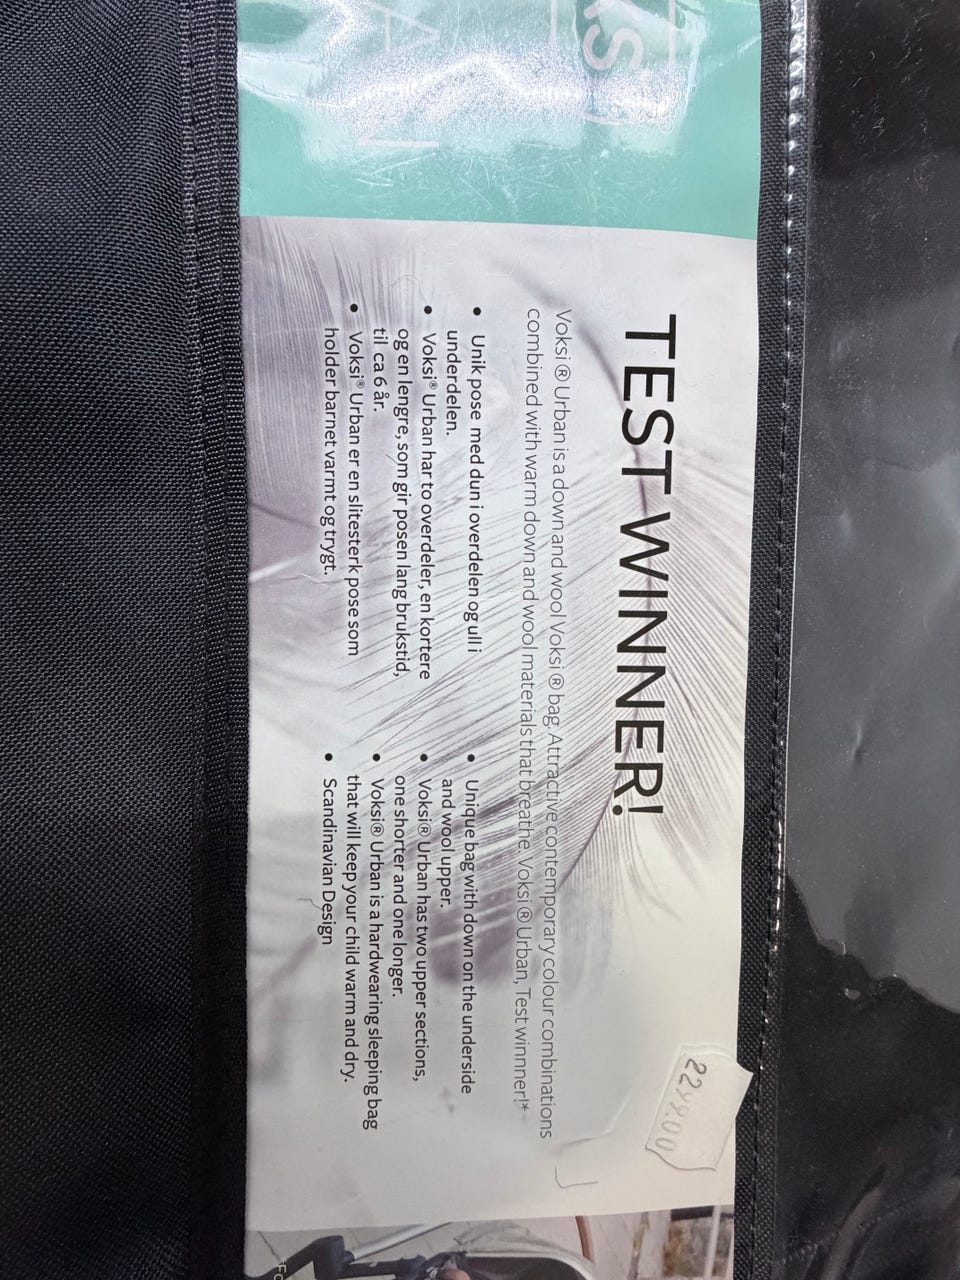 TEST WINNER!
Voksi ® Urban is a down and wool Voksi ® bag. Attractive contemporary colour combinations
combined with warm down and wool materials that breathe. Voksi ® Urban, Test winnner!*
• Unik pose med dun i overdelen og ull i
underdelen.
• Voksi® Urban har to overdeler, en kortere
og en lengre, som gir posen lang brukstid,
til ca 6 år.
• Voksi® Urban er en slitesterk pose som
holder barnet varmt og trygt.
• Unique bag with down on the underside
and wool upper.
• Voksi® Urban has two upper sections,
one shorter and one longer.
• Voksi® Urban is a hardwearing sleeping bag
that will keep your child warm and dry.
• Scandinavian Design
2299.00